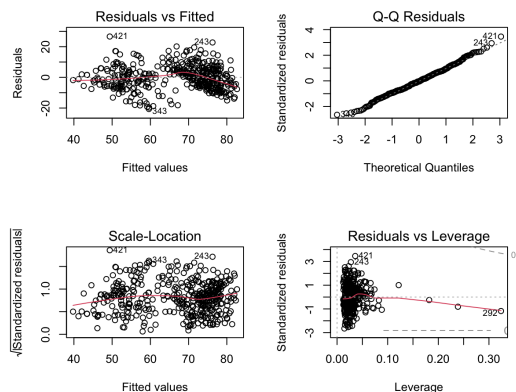 Residuals vs Fitted
Residuals
20
0
-20
421
243
343
40 50 60 70 80
Fitted values
Q-Q Residuals
Standardized residuals
4
2
0
-2
421
243
343
-3 -2 -1 0 1 2 3
Theoretical Quantiles
Scale-Location
√|Standardized residuals|
1.0
0.0
421
343
243
40 50 60 70 80
Fitted values
Residuals vs Leverage
Standardized residuals
3
1
-1
-3
421
243
292
0.00 0.10 0.20 0.30
Leverage